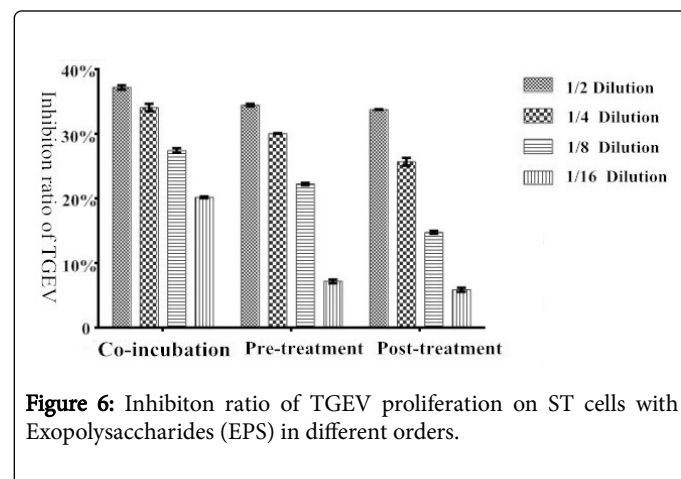 40%
30%
20%
10%
0
Inhibiton ratio of TGEV
1/2 Dilution
1/4 Dilution
1/8 Dilution
1/16 Dilution
Co-incubation Pre-treatment Post-treatment
Figure 6: Inhibiton ratio of TGEV proliferation on ST cells with
Exopolysaccharides (EPS) in different orders.